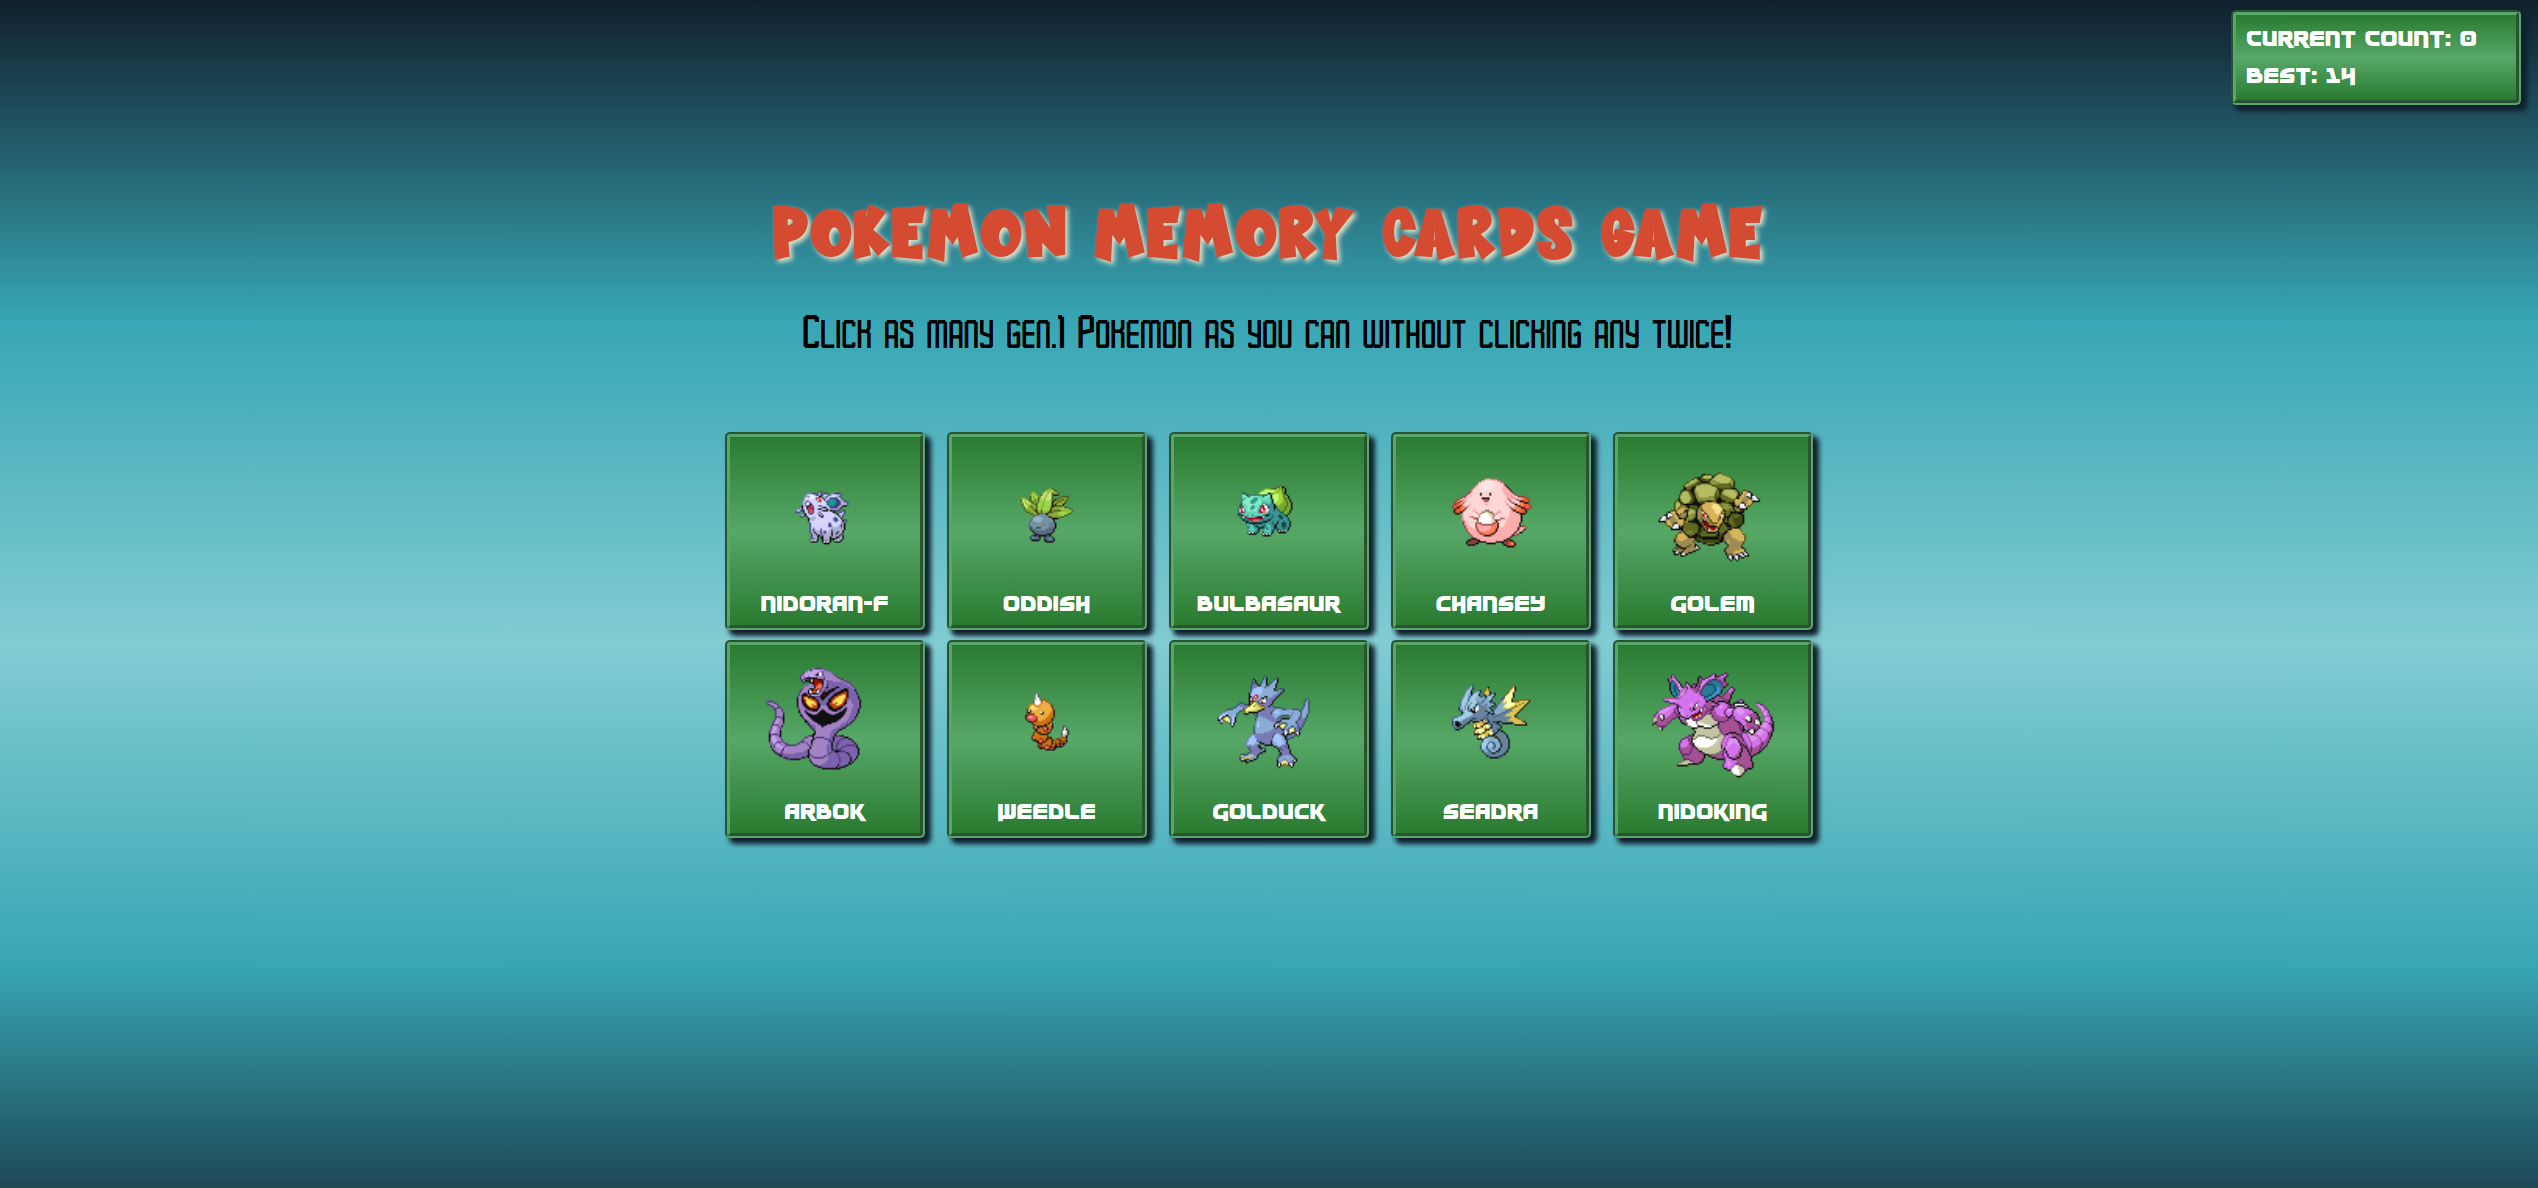 CURRENT COUNT: 0
BEST: 14
POKEMON MEMORY CARDS GAME
Click as many gen.1 Pokemon as you can without clicking any twice!
NIDORAN-F
ODDISH
BULBASAUR
CHANSEY
GOLEM
ARBOK
WEEDLE
GOLDUCK
SEADRA
NIDOKING